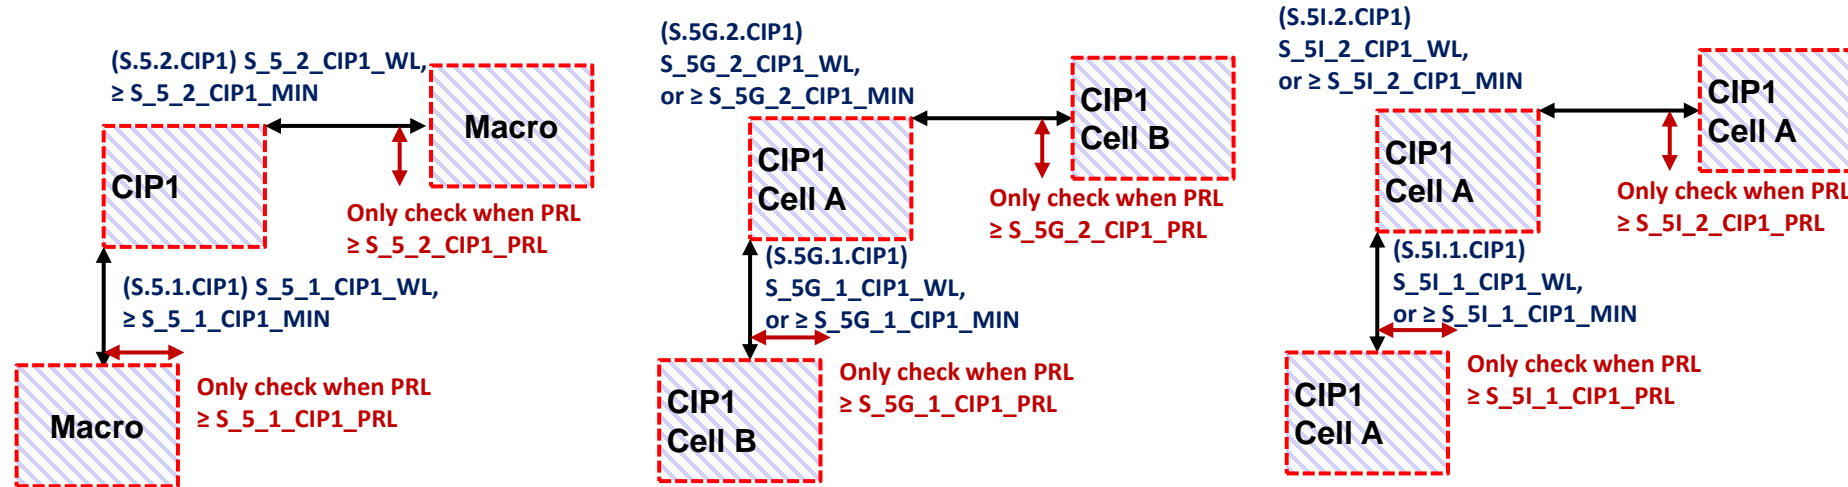 (S.5.2.CIP1) S_5_2_CIP1_WL,
≥ S_5_2_CIP1_MIN
Macro
CIP1
Only check when PRL
≥ S_5_2_CIP1_PRL
(S.5.1.CIP1) S_5_1_CIP1_WL,
≥ S_5_1_CIP1_MIN
Only check when PRL
≥ S_5_1_CIP1_PRL
Macro
(S.5G.2.CIP1)
S_5G_2_CIP1_WL,
or ≥ S_5G_2_CIP1_MIN
CIP1
Cell B
CIP1
Cell A
Only check when PRL
≥ S_5G_2_CIP1_PRL
(S.5G.1.CIP1)
S_5G_1_CIP1_WL,
or ≥ S_5G_1_CIP1_MIN
Only check when PRL
≥ S_5G_1_CIP1_PRL
CIP1
Cell B
(S.5I.2.CIP1)
S_5I_2_CIP1_WL,
or ≥ S_5I_2_CIP1_MIN
CIP1
Cell A
CIP1
Cell A
Only check when PRL
≥ S_5I_2_CIP1_PRL
(S.5I.1.CIP1)
S_5I_1_CIP1_WL,
or ≥ S_5I_1_CIP1_MIN
Only check when PRL
≥ S_5I_1_CIP1_PRL
CIP1
Cell A